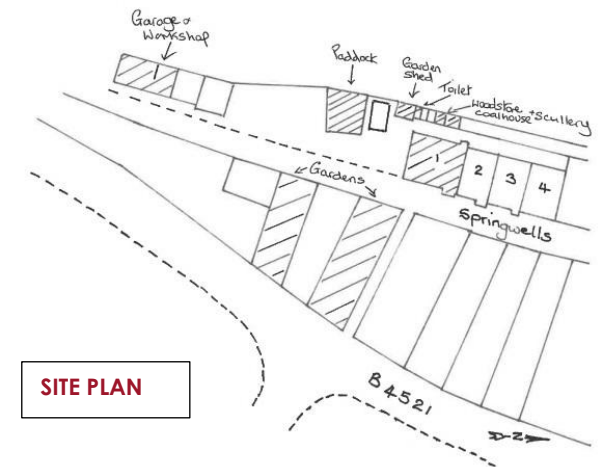 Garage &
Workshop
Paddock
Garden
shed
Toilet
woodstore + scullery
coalhouse
1
1
2
3
4
Gardens
Springwells
SITE PLAN
B4521
N